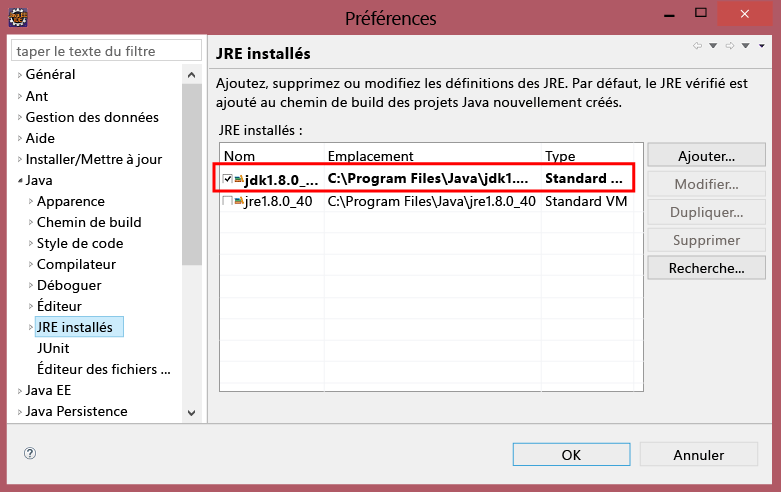 Préférences
taper le texte du filtre
Général
Ant
Gestion des données
Aide
Installer/Mettre à jour
Java
Apparence
Chemin de build
Style de code
Compilateur
Déboguer
Éditeur
JRE installés
JUnit
Éditeur des fichiers ...
Java EE
Java Persistence
JRE installés
Ajoutez, supprimez ou modifiez les définitions des JRE. Par défaut, le JRE vérifié est
ajouté au chemin de build des projets Java nouvellement créés.
JRE installés :
Nom Emplacement Type
jdk1.8.0_... C:\Program Files\Java\jdk1.... Standard ...
jre1.8.0_40 C:\Program Files\Java\jre1.8.0_40 Standard VM
Ajouter...
Modifier...
Dupliquer...
Supprimer
Recherche...
?
OK
Annuler